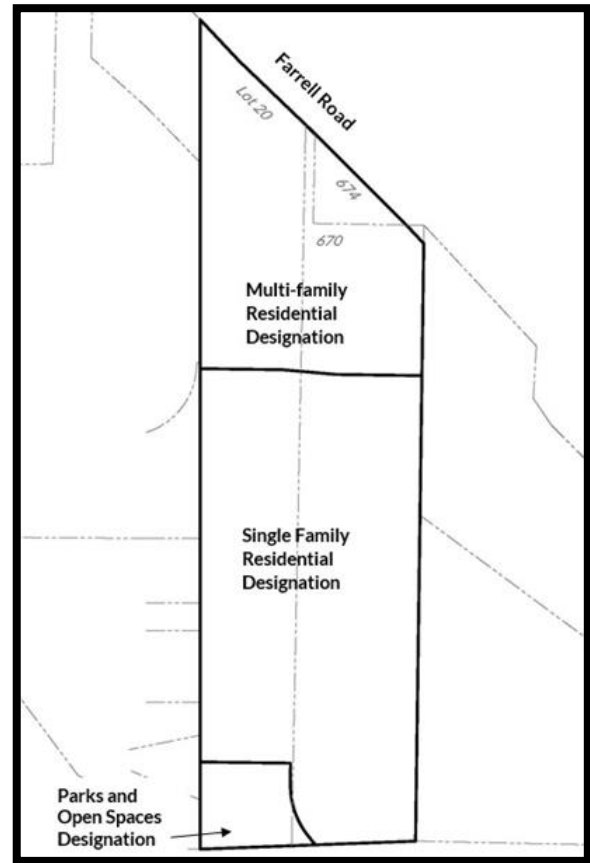 Farrell Road
Lot 20
674
670
Multi-family
Residential
Designation
Single Family
Residential
Designation
Parks and
Open Spaces
Designation